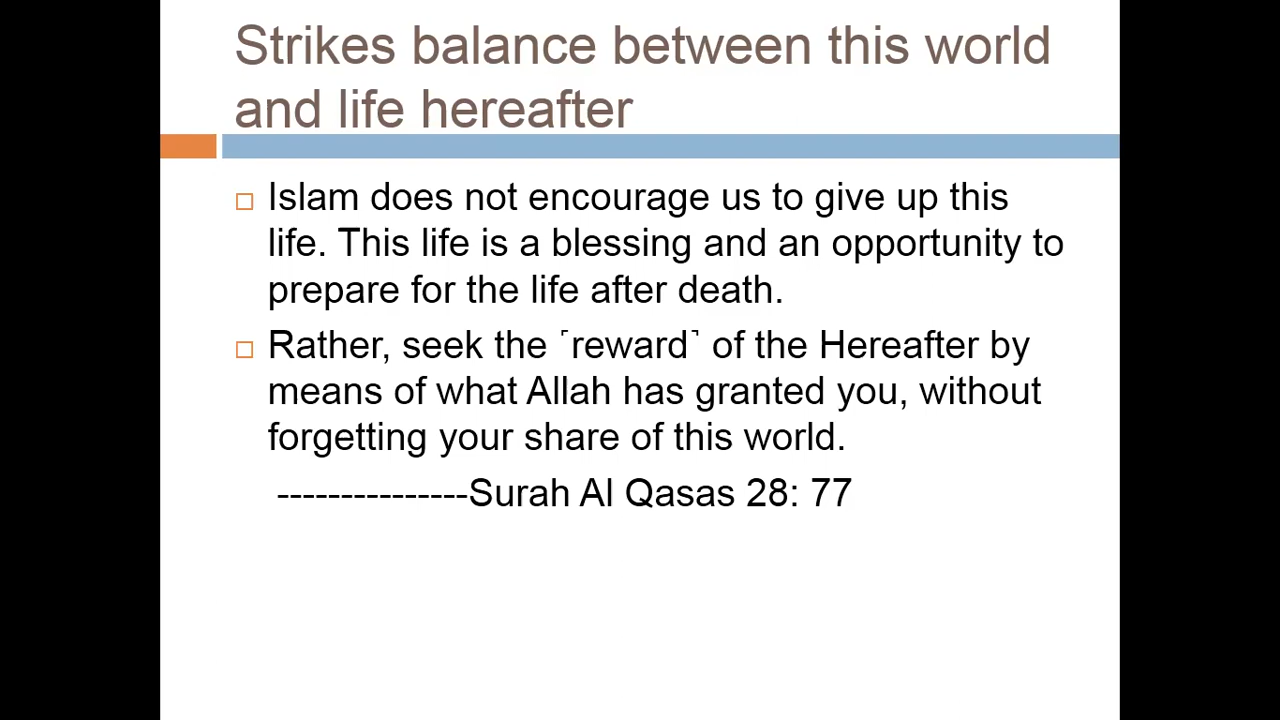 Strikes balance between this world
and life hereafter
Islam does not encourage us to give up this
life. This life is a blessing and an opportunity to
prepare for the life after death.
Rather, seek the ˹reward˺ of the Hereafter by
means of what Allah has granted you, without
forgetting your share of this world.
---------------Surah Al Qasas 28: 77